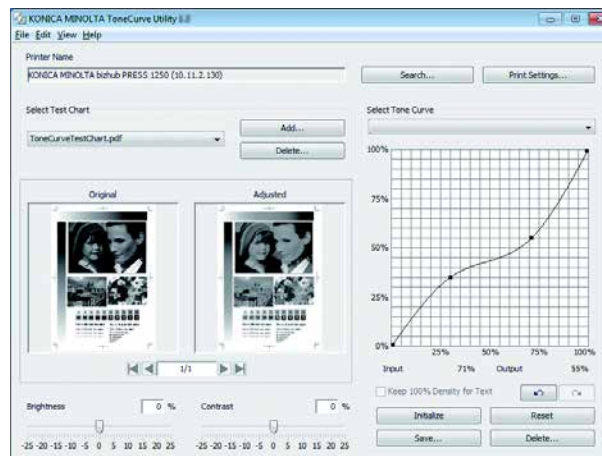 KONICA MINOLTA ToneCurve Utility
File Edit View Help
Printer Name
KONICA MINOLTA bizhub PRESS 1250 (10.11.2.130)
Search...
Print Settings...
Select Test Chart
Select Tone Curve
ToneCurveTestChart.pdf
Add...
Delete...
Original
Adjusted
100%
75%
50%
25%
0%
25% 50% 75% 100%
Input 71% Output 55%
1/1
Keep 100% Density for Text
Brightness 0 %
Contrast 0 %
Initialize
Reset
-25 -20 -15 -10 -5 0 5 10 15 20 25
-25 -20 -15 -10 -5 0 5 10 15 20 25
Save...
Delete...